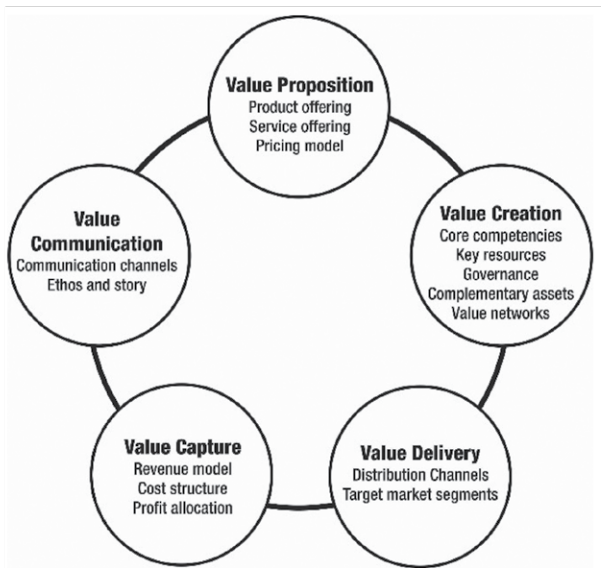 Value Proposition
Product offering
Service offering
Pricing model
Value Creation
Core competencies
Key resources
Governance
Complementary assets
Value networks
Value Delivery
Distribution Channels
Target market segments
Value Capture
Revenue model
Cost structure
Profit allocation
Value
Communication
Communication channels
Ethos and story